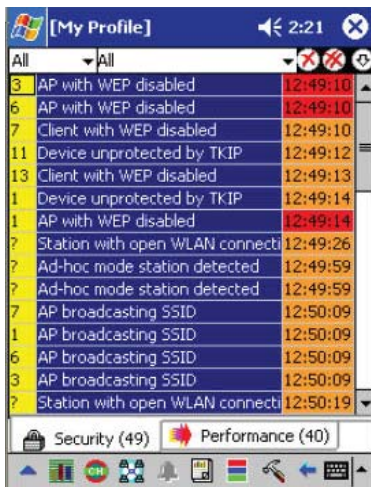 [My Profile] 2:21
All All
3 AP with WEP disabled 12:49:10
6 AP with WEP disabled 12:49:10
7 Client with WEP disabled 12:49:10
11 Device unprotected by TKIP 12:49:12
13 Client with WEP disabled 12:49:13
1 Device unprotected by TKIP 12:49:14
1 AP with WEP disabled 12:49:14
? Station with open WLAN connecti 12:49:26
? Ad-hoc mode station detected 12:49:59
? Ad-hoc mode station detected 12:49:59
7 AP broadcasting SSID 12:50:09
1 AP broadcasting SSID 12:50:09
6 AP broadcasting SSID 12:50:09
3 AP broadcasting SSID 12:50:09
? Station with open WLAN connecti 12:50:19
Security (49) Performance (40)
CH